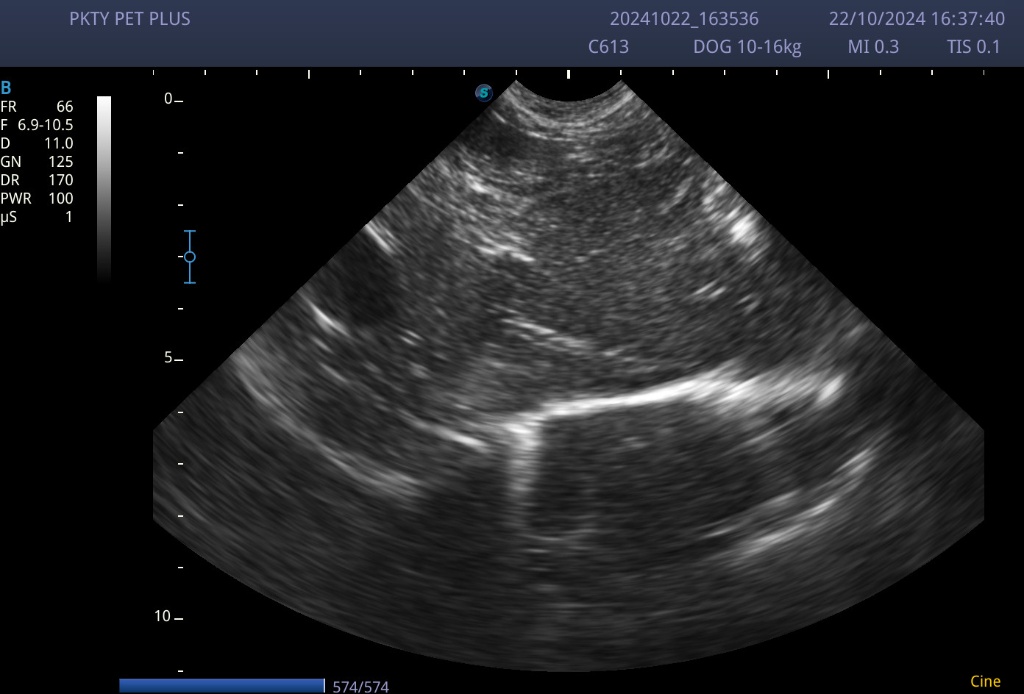 PKTY PET PLUS
20241022_163536
22/10/2024 16:37:40
C613
DOG 10-16kg
MI 0.3
TIS 0.1
B
FR 66
F 6.9-10.5
D 11.0
GN 125
DR 170
PWR 100
µS 1
S
0
5
10
574/574
Cine